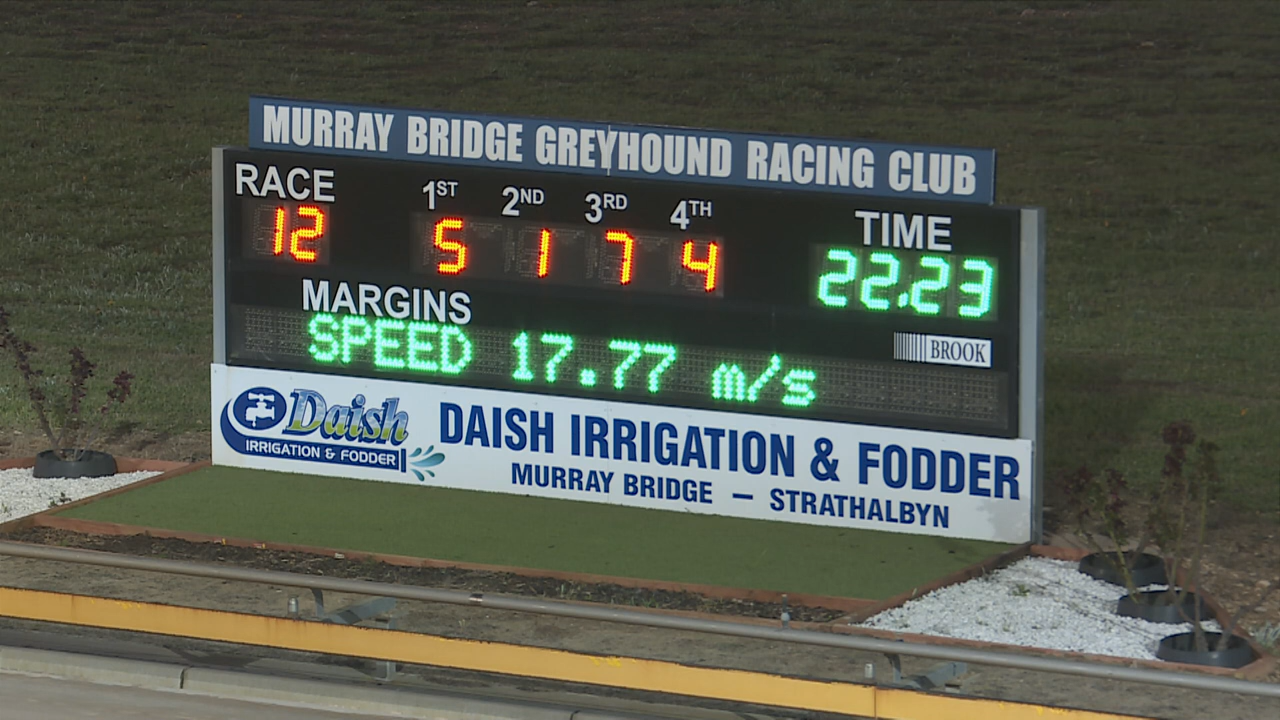 MURRAY BRIDGE GREYHOUND RACING CLUB
RACE 1ST 2ND 3RD 4TH TIME
12 5 1 7 4 22.23
MARGINS
SPEED 17.77 m/s
BROOK
Daish
IRRIGATION & FODDER
DAISH IRRIGATION & FODDER
MURRAY BRIDGE – STRATHALBYN